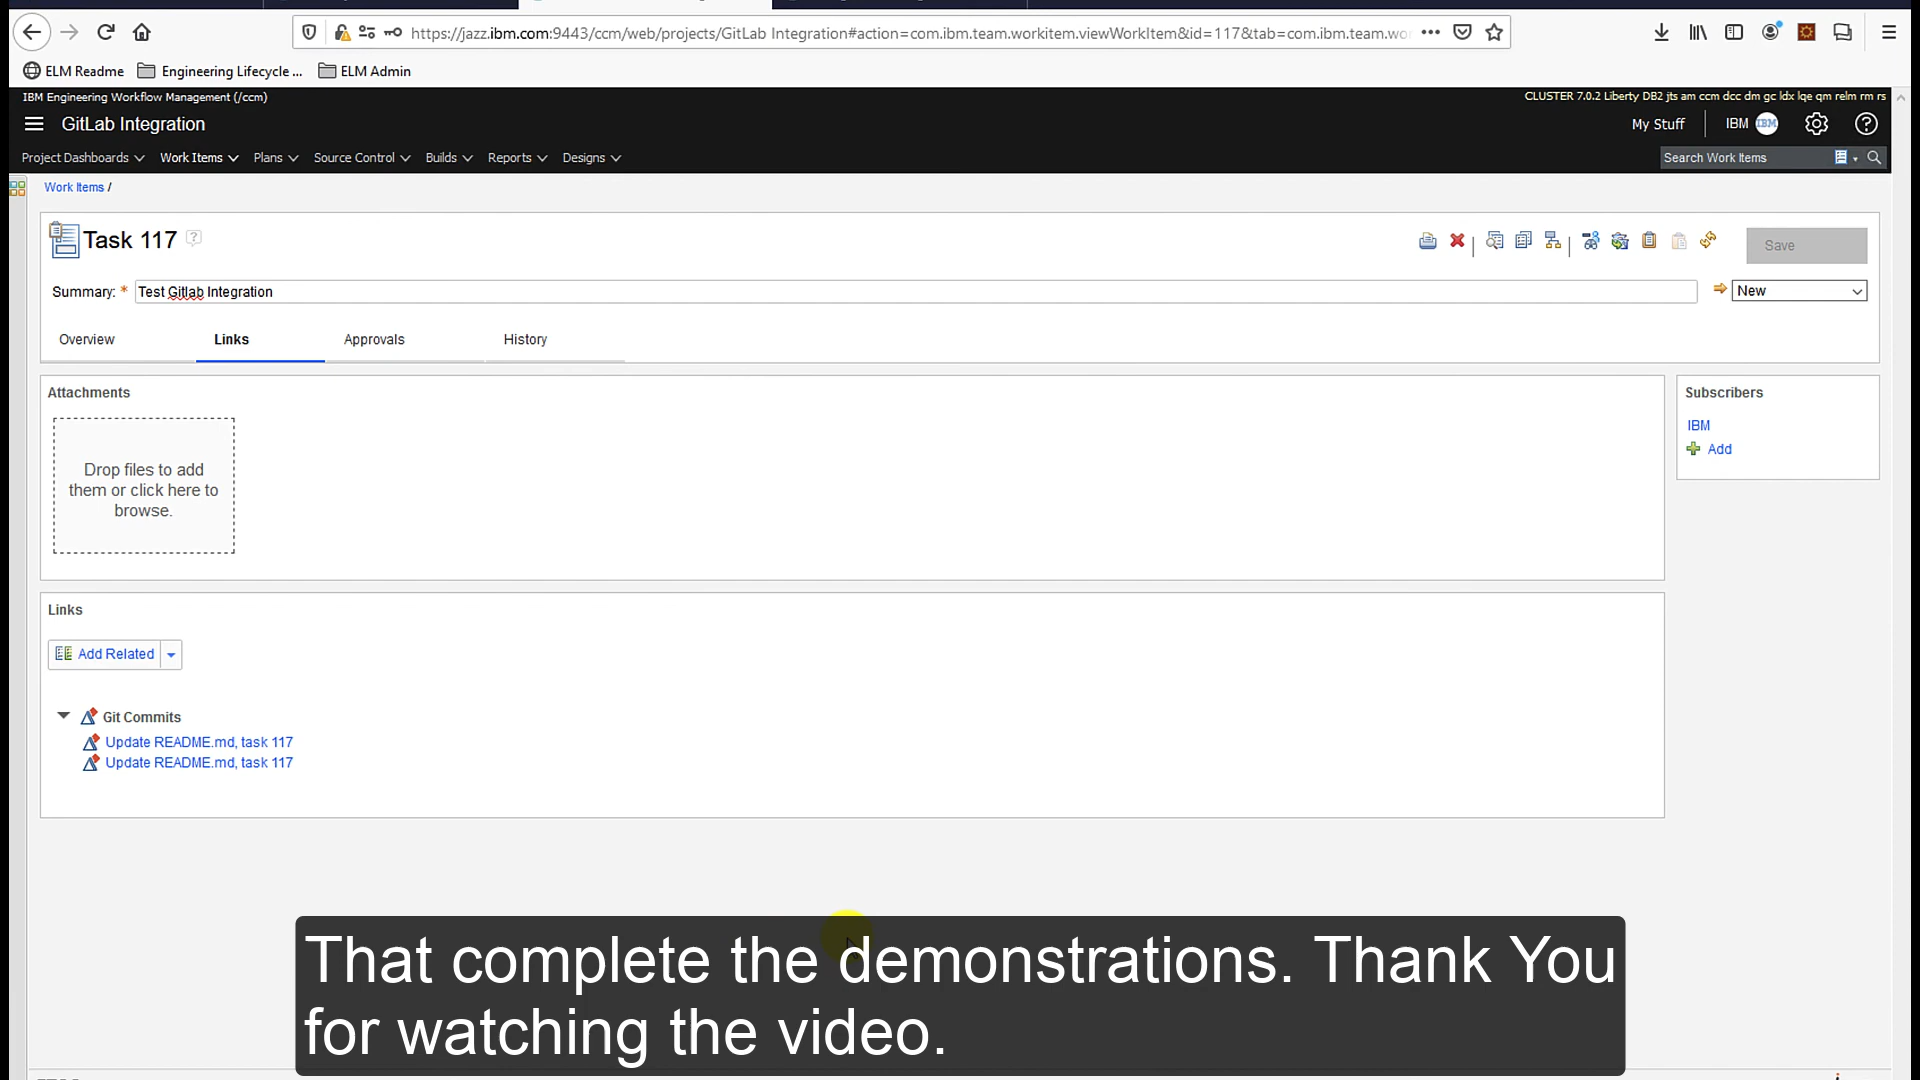 https://jazz.ibm.com:9443/ccm/web/projects/GitLab Integration#action=com.ibm.team.workitem.viewWorkItem&id=117&tab=com.ibm.team.wo
ELM Readme Engineering Lifecycle ... ELM Admin
IBM Engineering Workflow Management (/ccm) CLUSTER 7.0.2 Liberty DB2 jts am ccm dcc dm gc ldx lqe qm relm rm rs
GitLab Integration My Stuff IBM IBM
Project Dashboards Work Items Plans Source Control Builds Reports Designs Search Work Items
Work Items /
Task 117 ? Save
Summary: * Test Gitlab Integration New
Overview Links Approvals History
Attachments Subscribers
IBM
Add
Drop files to add
them or click here to
browse.
Links
Add Related
Git Commits
Update README.md, task 117
Update README.md, task 117
That complete the demonstrations. Thank You
for watching the video.